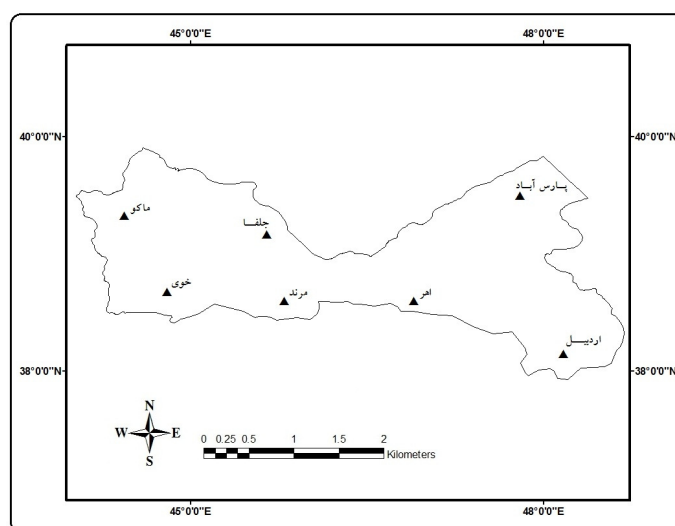 45°0'0"E 48°0'0"E
40°0'0"N 40°0'0"N
پارس آباد
ماکو
جلفا
خوی
مرند
اهر
اردبیل
38°0'0"N 38°0'0"N
N
W E
S
0 0.25 0.5 1 1.5 2
Kilometers
45°0'0"E 48°0'0"E